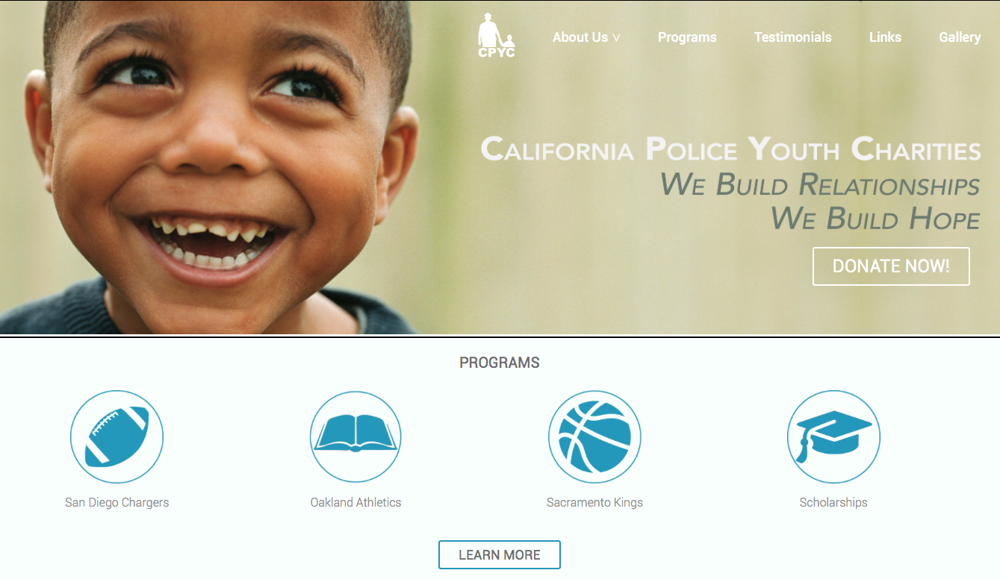 CPYC
About Us ∨ Programs Testimonials Links Gallery
California Police Youth Charities
We Build Relationships
We Build Hope
DONATE NOW!
PROGRAMS
San Diego Chargers Oakland Athletics Sacramento Kings Scholarships
LEARN MORE